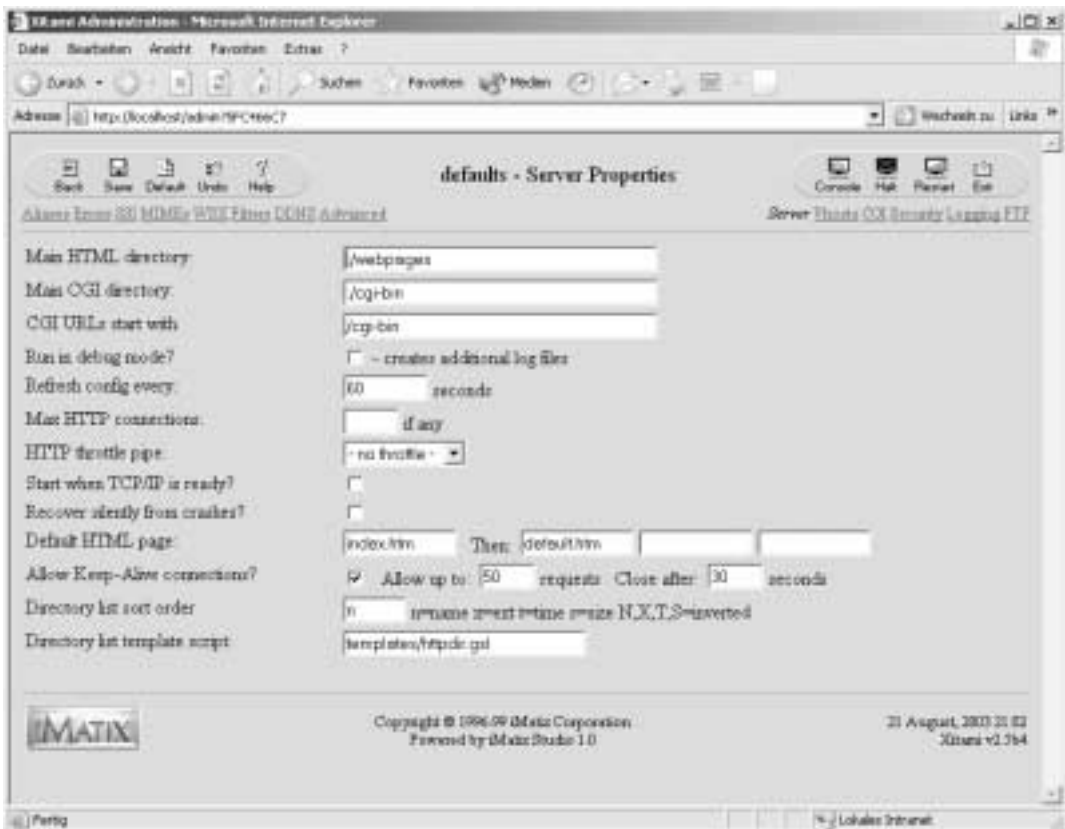 Xitami Administration - Microsoft Internet Explorer
Datei Bearbeiten Ansicht Favoriten Extras ?
Zurück Suchen Favoriten Medien
Adresse Wechseln zu Links »
Back Save Default Undo Help
defaults - Server Properties
Console Halt Restart Exit
Aliases Errors SSI MIMEs WSX Filters DDNS Advanced
Server Vhosts CGI Security Logging FTP
Main HTML directory:
/webpages
Main CGI directory:
/cgi-bin
CGI URLs start with
/cgi-bin
Run in debug mode? - creates additional log files
Refresh config every: 60 seconds
Max HTTP connections: if any
HTTP throttle pipe: - no throttle -
Start when TCP/IP is ready?
Recover silently from crashes?
Default HTML page: index.htm Then: default.htm
Allow Keep-Alive connections? Allow up to: 50 requests Close after: 30 seconds
Directory list sort order n n=name x=ext t=time s=size N,X,T,S=inverted
Directory list template script: templates/httpdir.gsl
iMATIX
Copyright © 1996-99 iMatix Corporation
Powered by iMatix Studio 1.0
21 August, 2003 21:02
Xitami
Fertig
Lokales Intranet